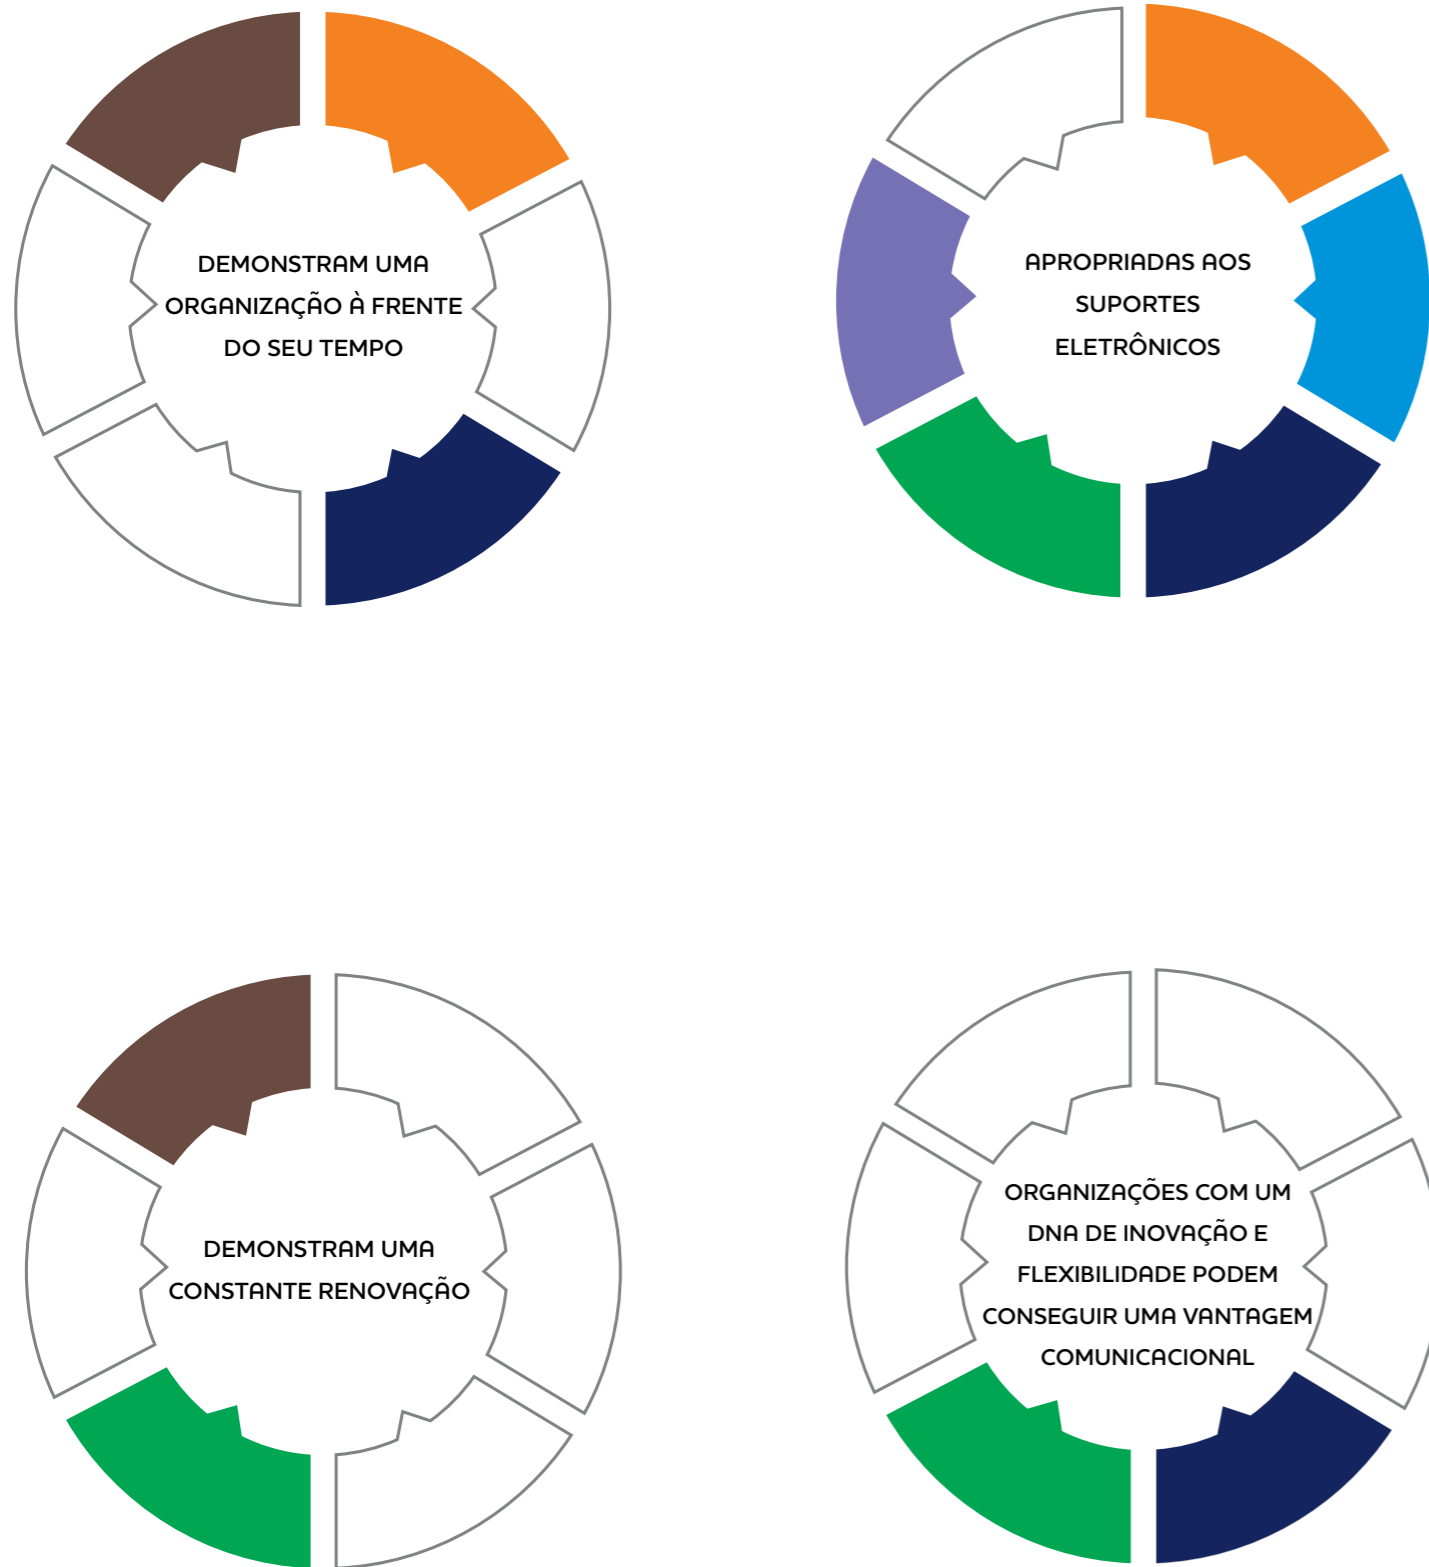 DEMONSTRAM UMA
ORGANIZAÇÃO À FRENTE
DO SEU TEMPO
APROPRIADAS AOS
SUPORTES
ELETRÔNICOS
DEMONSTRAM UMA
CONSTANTE RENOVAÇÃO
ORGANIZAÇÕES COM UM
DNA DE INOVAÇÃO E
FLEXIBILIDADE PODEM
CONSEGUIR UMA VANTAGEM
COMUNICACIONAL